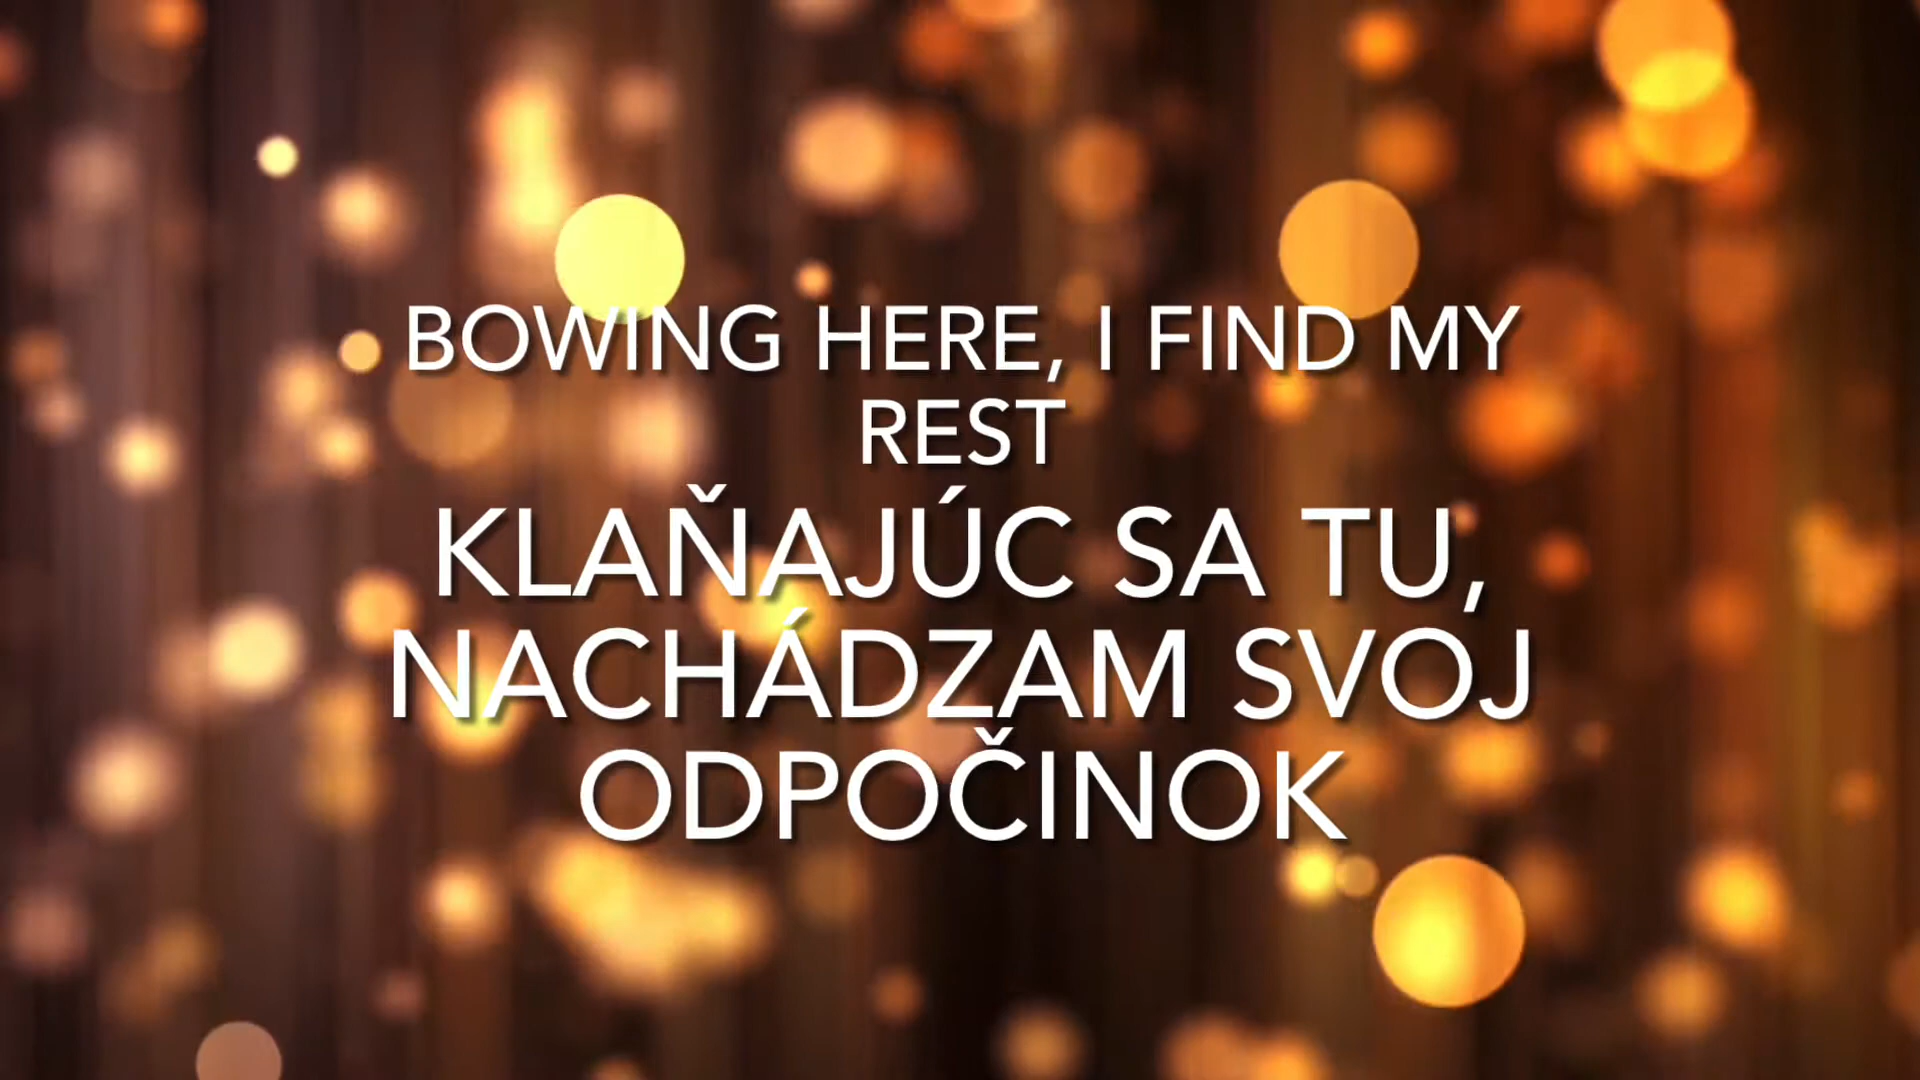 BOWING HERE, I FIND MY
REST
KLAŇAJÚC SA TU,
NACHÁDZAM SVOJ
ODPOČINOK